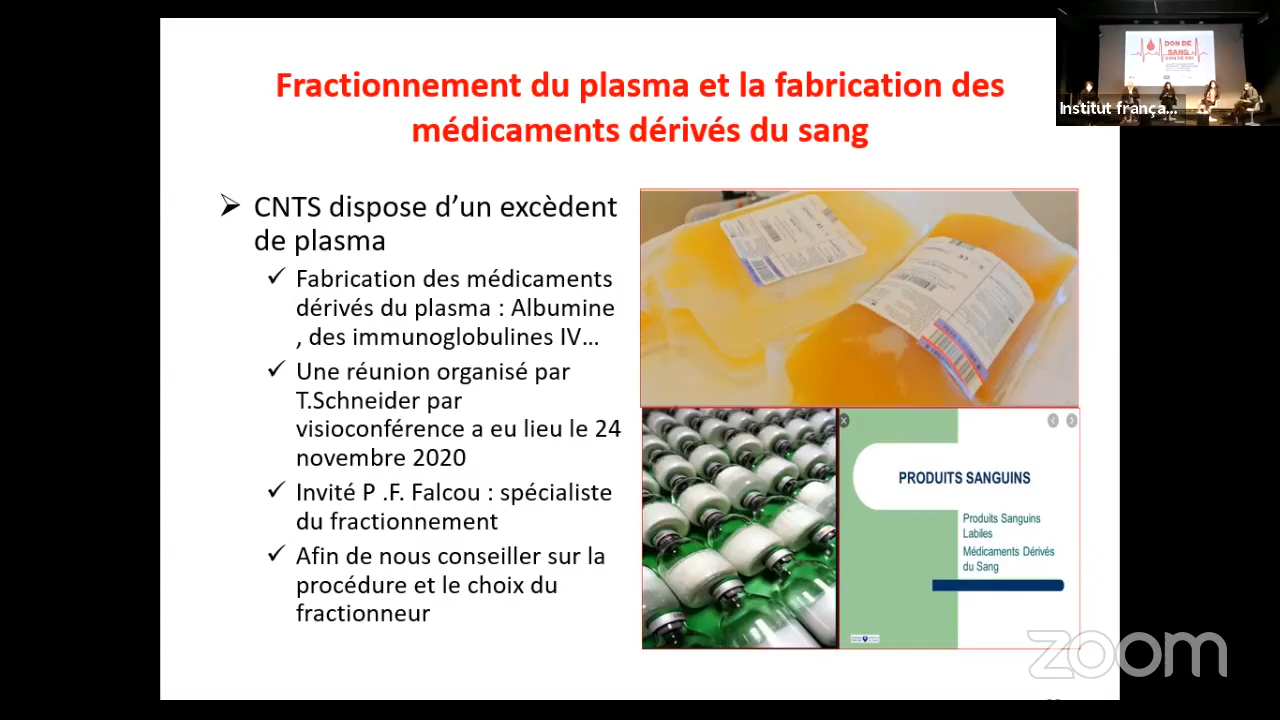 Fractionnement du plasma et la fabrication des
médicaments dérivés du sang
DON DE
SANG
DON DE SOI
Institut frança...
CNTS dispose d’un excèdent
de plasma
Fabrication des médicaments
dérivés du plasma : Albumine
, des immunoglobulines IV…
Une réunion organisé par
T.Schneider par
visioconférence a eu lieu le 24
novembre 2020
Invité P .F. Falcou : spécialiste
du fractionnement
Afin de nous conseiller sur la
procédure et le choix du
fractionneur
PRODUITS SANGUINS
Produits Sanguins
Labiles
Médicaments Dérivés
du Sang
zoom